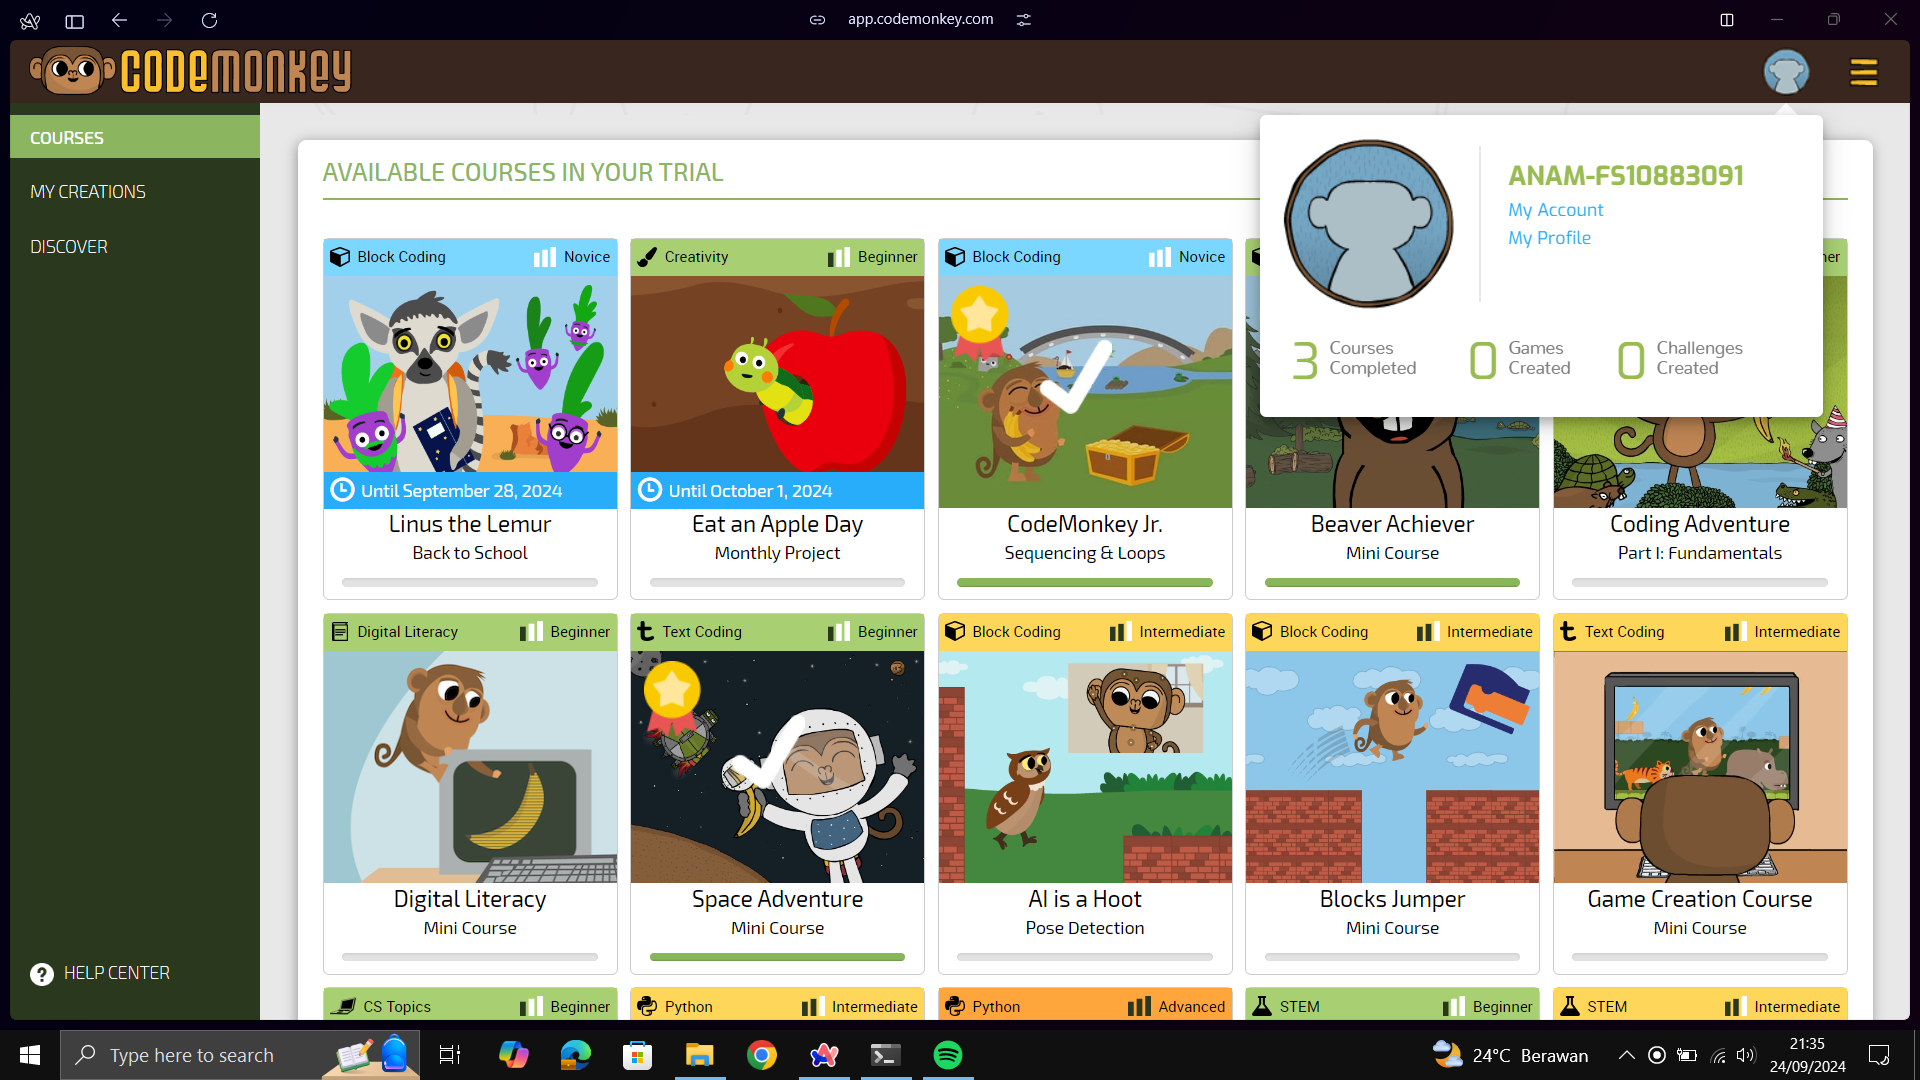 app.codemonkey.com
CODEMONKEY
COURSES
MY CREATIONS
DISCOVER
HELP CENTER
AVAILABLE COURSES IN YOUR TRIAL
ANAM-FS10883091
My Account
My Profile
3 Courses Completed
0 Games Created
0 Challenges Created
Block Coding Novice
Until September 28, 2024
Linus the Lemur
Back to School
Creativity Beginner
Until October 1, 2024
Eat an Apple Day
Monthly Project
Block Coding Novice
CodeMonkey Jr.
Sequencing & Loops
Beaver Achiever
Mini Course
Coding Adventure
Part I: Fundamentals
Digital Literacy Beginner
Digital Literacy
Mini Course
Text Coding Beginner
Space Adventure
Mini Course
Block Coding Intermediate
AI is a Hoot
Pose Detection
Block Coding Intermediate
Blocks Jumper
Mini Course
Text Coding Intermediate
Game Creation Course
Mini Course
CS Topics Beginner
Python Intermediate
Python Advanced
STEM Beginner
STEM Intermediate
Type here to search
24°C Berawan
21:35
24/09/2024